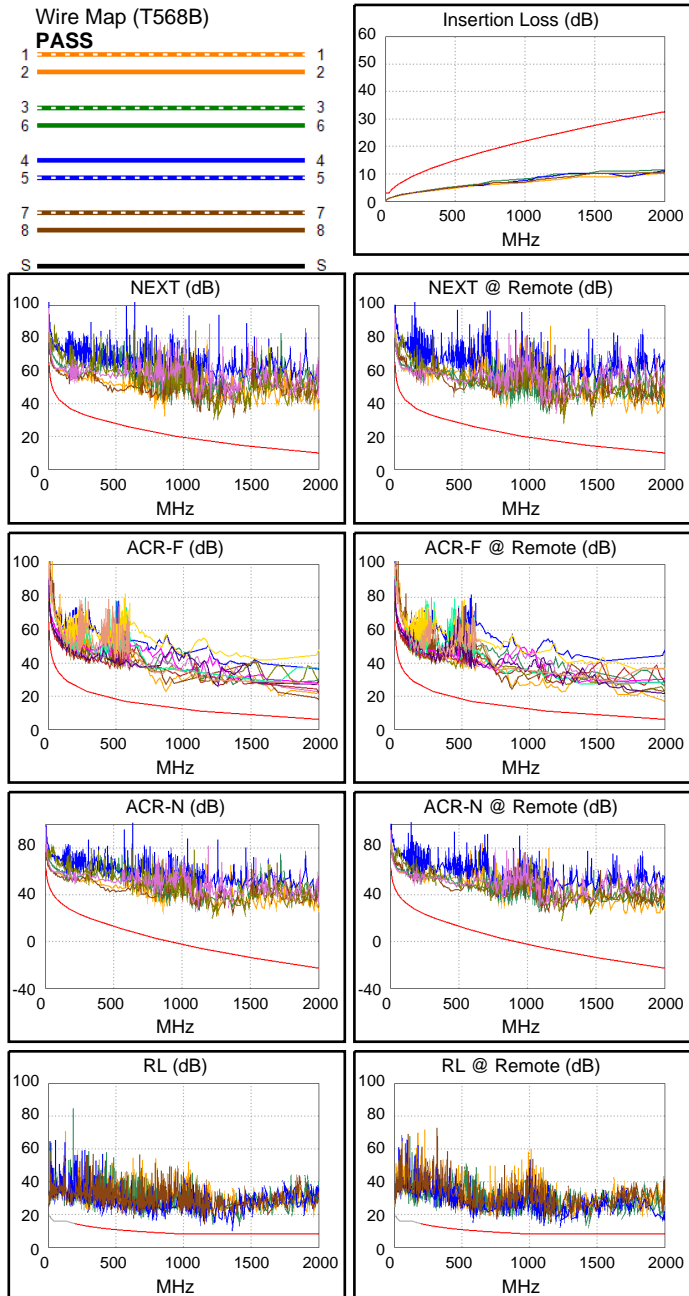 Wire Map (T568B)
PASS
1 1
2 2
3 3
6 6
4 4
5 5
7 7
8 8
S S
Insertion Loss (dB)
60
50
40
30
20
10
0
0 500 1000 1500 2000
MHz
NEXT (dB)
100
80
60
40
20
0
0 500 1000 1500 2000
MHz
NEXT @ Remote (dB)
100
80
60
40
20
0
0 500 1000 1500 2000
MHz
ACR-F (dB)
100
80
60
40
20
0
0 500 1000 1500 2000
MHz
ACR-F @ Remote (dB)
100
80
60
40
20
0
0 500 1000 1500 2000
MHz
ACR-N (dB)
80
40
0
-40
0 500 1000 1500 2000
MHz
ACR-N @ Remote (dB)
80
40
0
-40
0 500 1000 1500 2000
MHz
RL (dB)
100
80
60
40
20
0
0 500 1000 1500 2000
MHz
RL @ Remote (dB)
100
80
60
40
20
0
0 500 1000 1500 2000
MHz